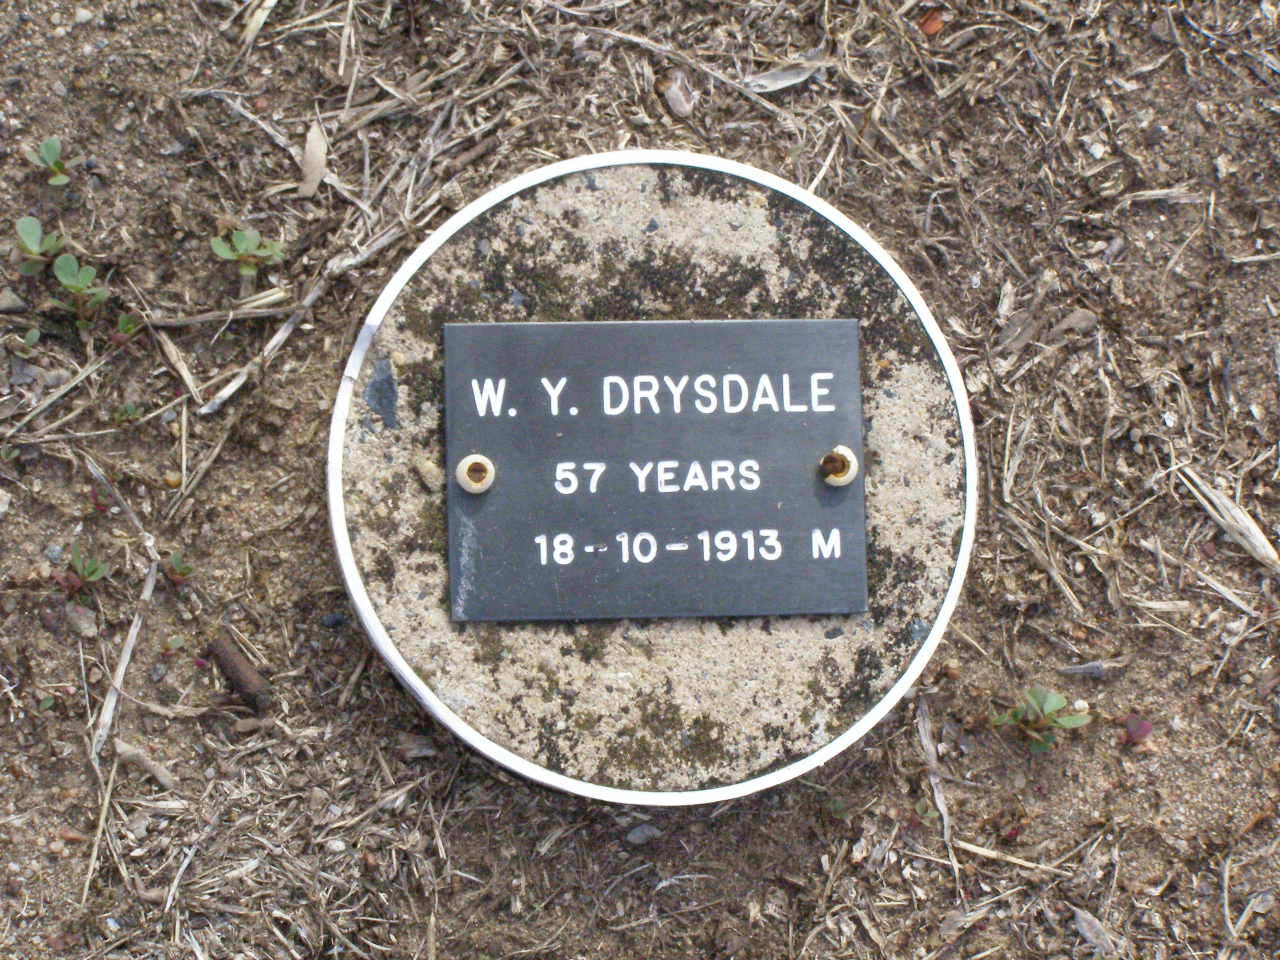 W. Y. DRYSDALE
57 YEARS
18-10-1913 M